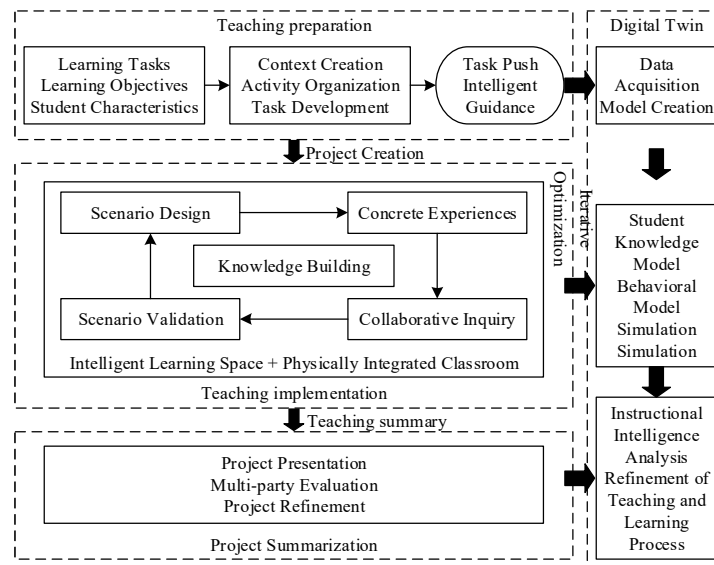 Teaching preparation
Learning Tasks
Learning Objectives
Student Characteristics
Context Creation
Activity Organization
Task Development
Task Push
Intelligent
Guidance
Project Creation
Scenario Design
Concrete Experiences
Knowledge Building
Scenario Validation
Collaborative Inquiry
Intelligent Learning Space + Physically Integrated Classroom
Teaching implementation
Optimization
Iterative
Teaching summary
Project Presentation
Multi-party Evaluation
Project Refinement
Project Summarization
Digital Twin
Data
Acquisition
Model Creation
Student
Knowledge
Model
Behavioral
Model
Simulation
Simulation
Instructional
Intelligence
Analysis
Refinement of
Teaching and
Learning
Process